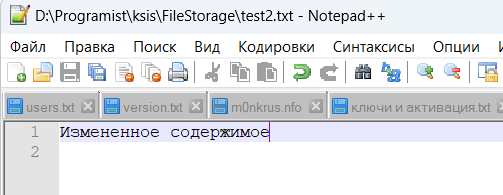 D:\Programist\ksis\FileStorage\test2.txt - Notepad++
Файл Правка Поиск Вид Кодировки Синтаксисы Опции
users.txt version.txt m0nkrus.nfo ключи и активация.txt
1 Измененное содержимое
2